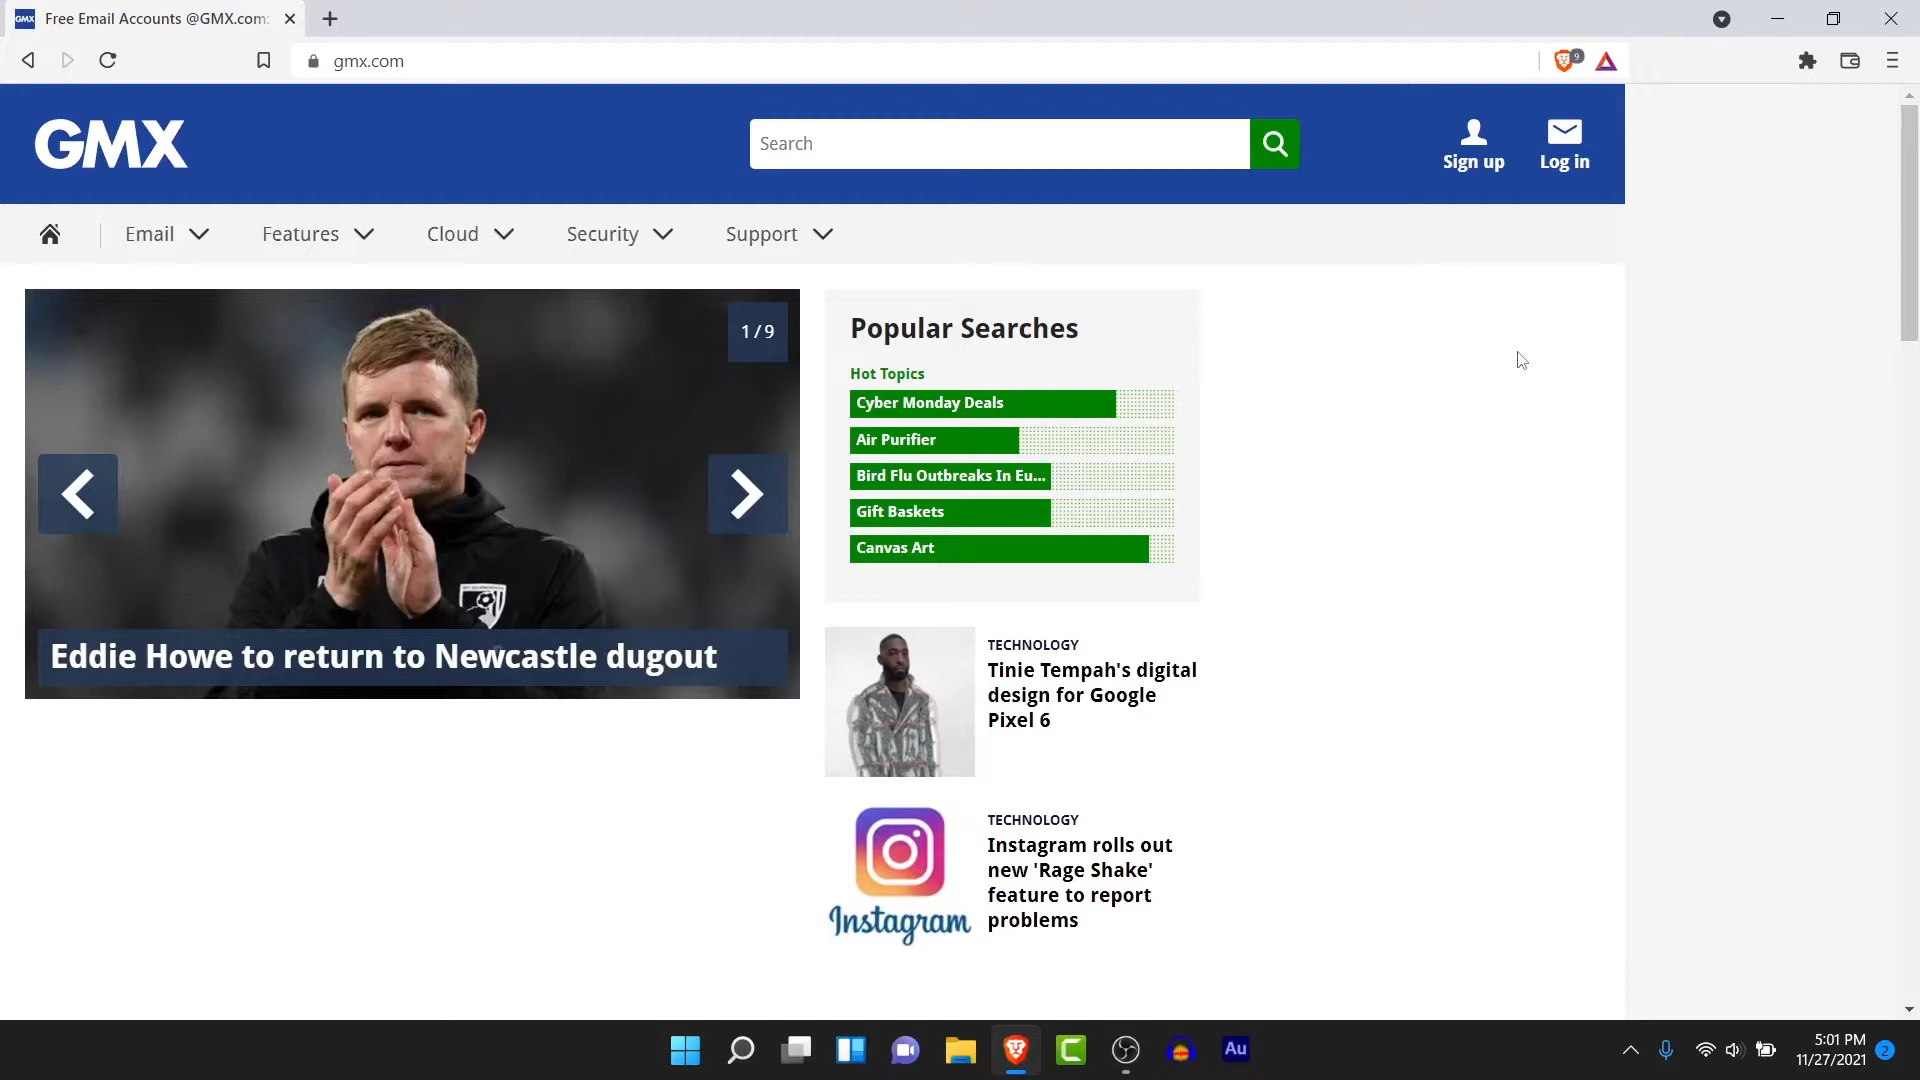 GMX Free Email Accounts @GMX.com:
gmx.com
9
GMX
Search
Sign up
Log in
Email
Features
Cloud
Security
Support
1/9
Eddie Howe to return to Newcastle dugout
Popular Searches
Hot Topics
Cyber Monday Deals
Air Purifier
Bird Flu Outbreaks In Eu...
Gift Baskets
Canvas Art
TECHNOLOGY
Tinie Tempah's digital
design for Google
Pixel 6
Instagram
TECHNOLOGY
Instagram rolls out
new 'Rage Shake'
feature to report
problems
Au
5:01 PM
11/27/2021
2